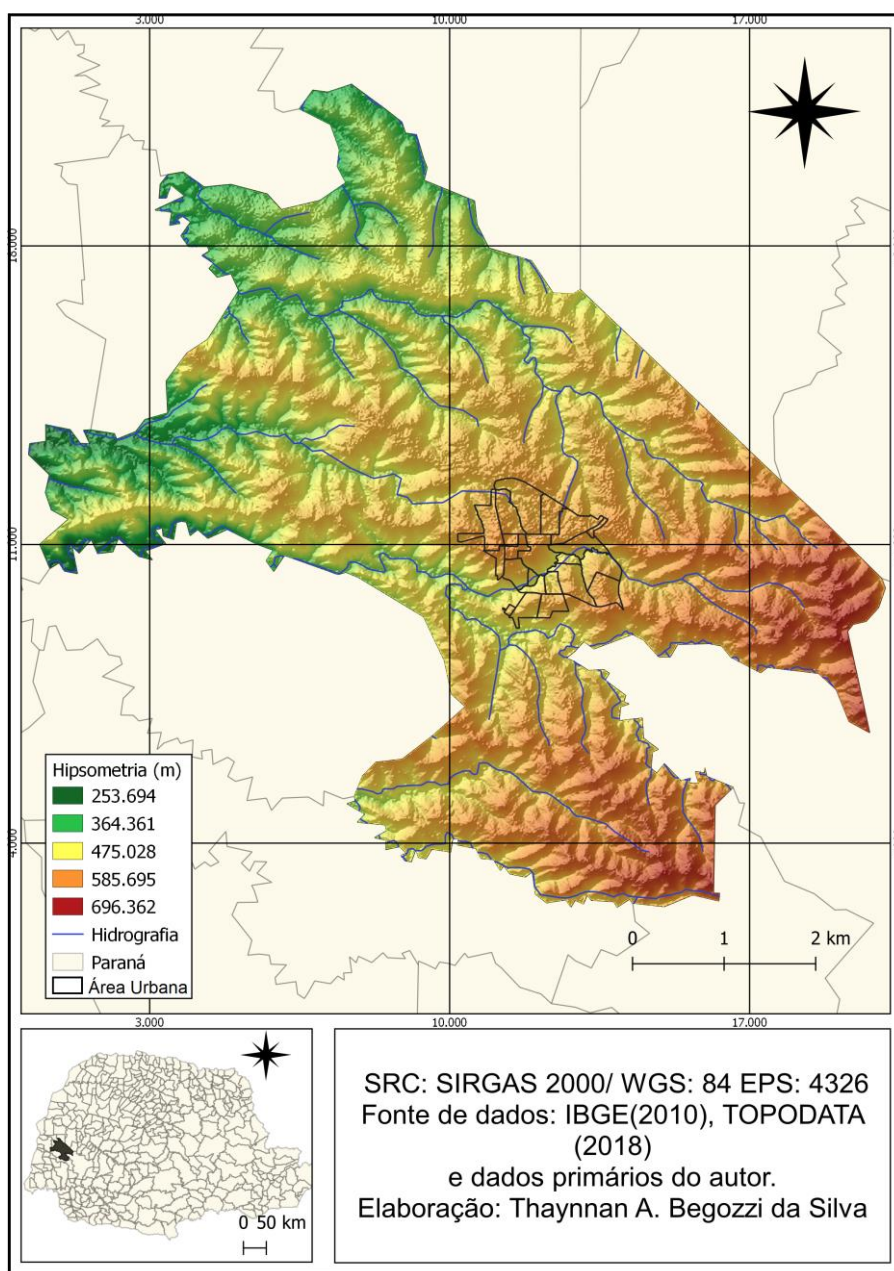 3.000 10.000 17.000
18.000
11.000
4.000
Hipsometria (m)
253.694
364.361
475.028
585.695
696.362
Hidrografia
Paraná
Área Urbana
0 1 2 km
3.000 10.000 17.000
0 50 km
SRC: SIRGAS 2000/ WGS: 84 EPS: 4326
Fonte de dados: IBGE(2010), TOPODATA
(2018)
e dados primários do autor.
Elaboração: Thaynnan A. Begozzi da Silva